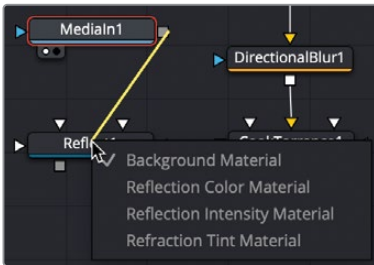 MediaIn1
DirectionalBlur1
Background Material
Reflection Color Material
Reflection Intensity Material
Refraction Tint Material